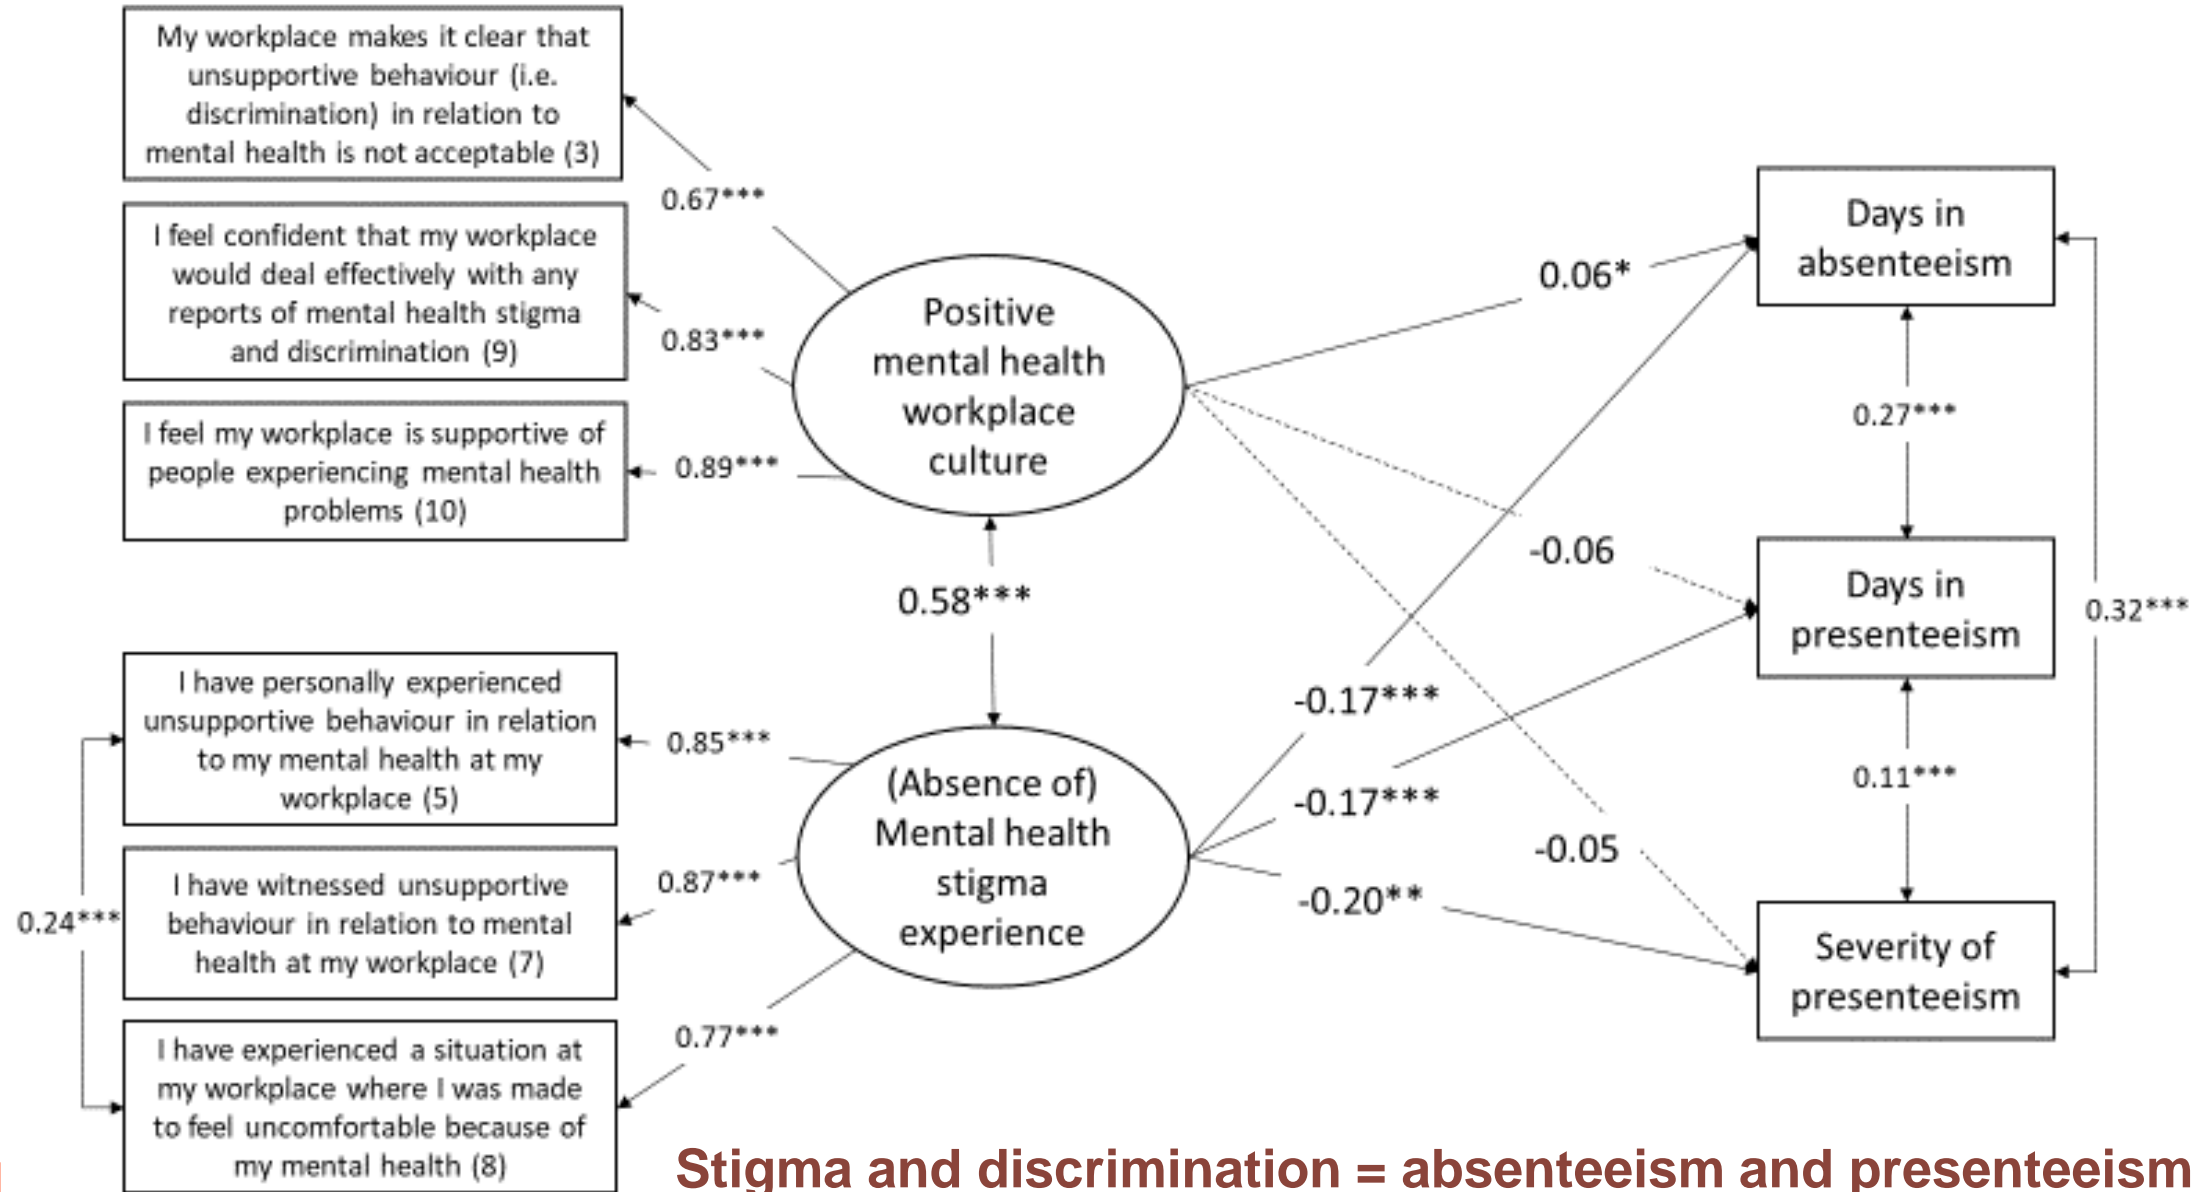 My workplace makes it clear that
unsupportive behaviour (i.e.
discrimination) in relation to
mental health is not acceptable (3)
I feel confident that my workplace
would deal effectively with any
reports of mental health stigma
and discrimination (9)
I feel my workplace is supportive of
people experiencing mental health
problems (10)
0.67***
0.83***
0.89***
Positive
mental health
workplace
culture
0.58***
I have personally experienced
unsupportive behaviour in relation
to my mental health at my
workplace (5)
I have witnessed unsupportive
behaviour in relation to mental
health at my workplace (7)
I have experienced a situation at
my workplace where I was made
to feel uncomfortable because of
my mental health (8)
0.24***
0.85***
0.87***
0.77***
(Absence of)
Mental health
stigma
experience
0.06*
-0.06
-0.05
-0.17***
-0.17***
-0.20**
Days in
absenteeism
0.27***
Days in
presenteeism
0.11***
Severity of
presenteeism
0.32***
Stigma and discrimination = absenteeism and presenteeism